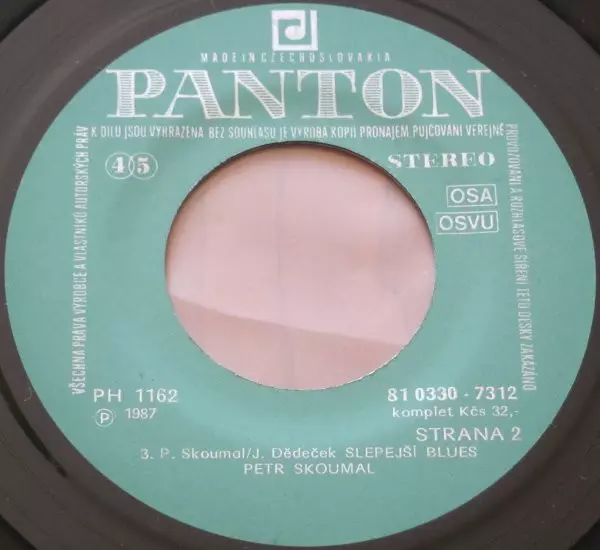 MADE IN CZECHOSLOVAKIA
PANTON
VŠECHNA PRÁVA VÝROBCE A VLASTNÍKŮ AUTORSKÝCH PRÁV
K DÍLU JSOU VYHRAZENA BEZ SOUHLASU JE VÝROBA KOPIÍ PRONÁJEM PŮJČOVÁNÍ VEŘEJNÉ
PROVOZOVÁNÍ A ROZHLASOVÉ ŠÍŘENÍ TÉTO DESKY ZAKÁZÁNO
45
STEREO
OSA
OSVU
PH 1162
℗ 1987
81 0330 - 7312
komplet Kčs 32,-
STRANA 2
3. P. Skoumal/J. Dědeček SLEPEJŠÍ BLUES
PETR SKOUMAL